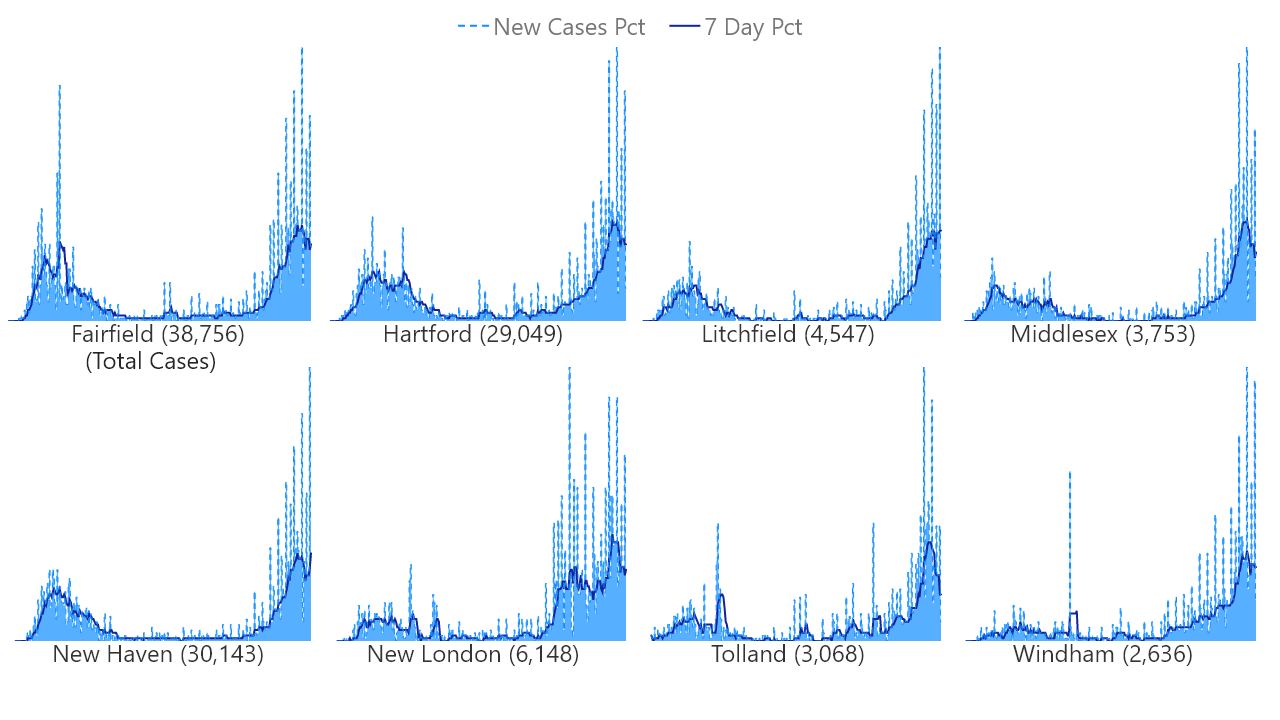 New Cases Pct 7 Day Pct
Fairfield (38,756)
(Total Cases)
Hartford (29,049)
Litchfield (4,547)
Middlesex (3,753)
New Haven (30,143)
New London (6,148)
Tolland (3,068)
Windham (2,636)